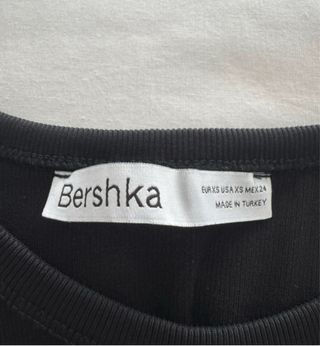 Bershka
EUR XS USA XS MEX 24
MADE IN TURKEY